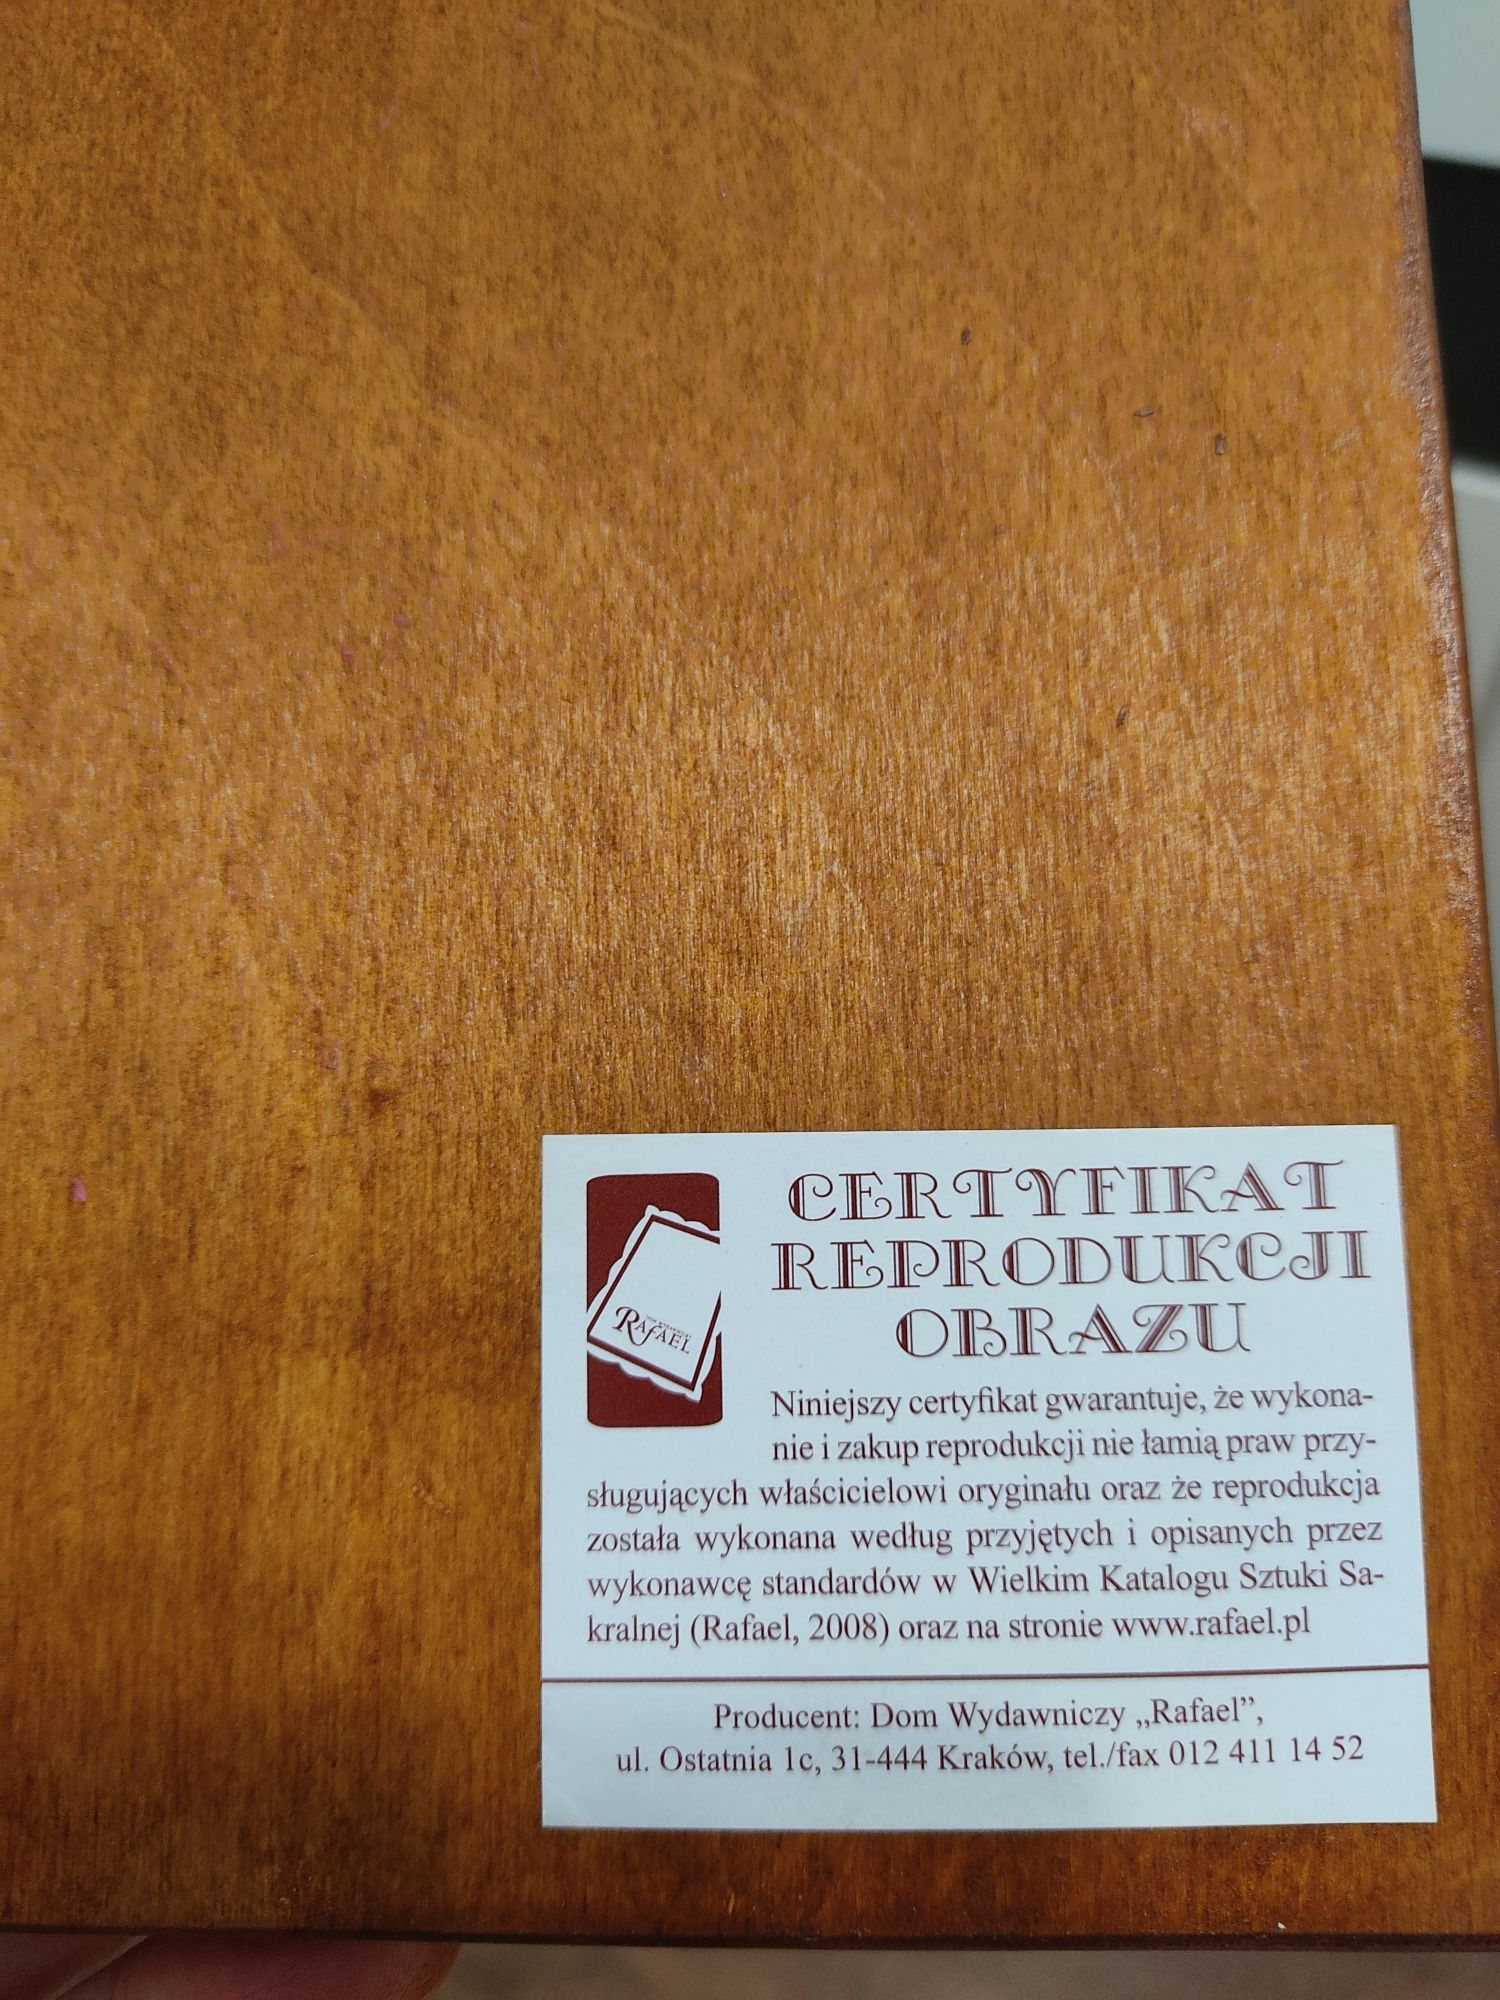 CERTYFIKAT
REPRODUKCJI
OBRAZU
DOM WYDAWNICZY
RAFAEL
Niniejszy certyfikat gwarantuje, że wykona-
nie i zakup reprodukcji nie łamią praw przy-
sługujących właścicielowi oryginału oraz że reprodukcja
została wykonana według przyjętych i opisanych przez
wykonawcę standardów w Wielkim Katalogu Sztuki Sa-
kralnej (Rafael, 2008) oraz na stronie www.rafael.pl
Producent: Dom Wydawniczy „Rafael”,
ul. Ostatnia 1c, 31-444 Kraków, tel./fax 012 411 14 52